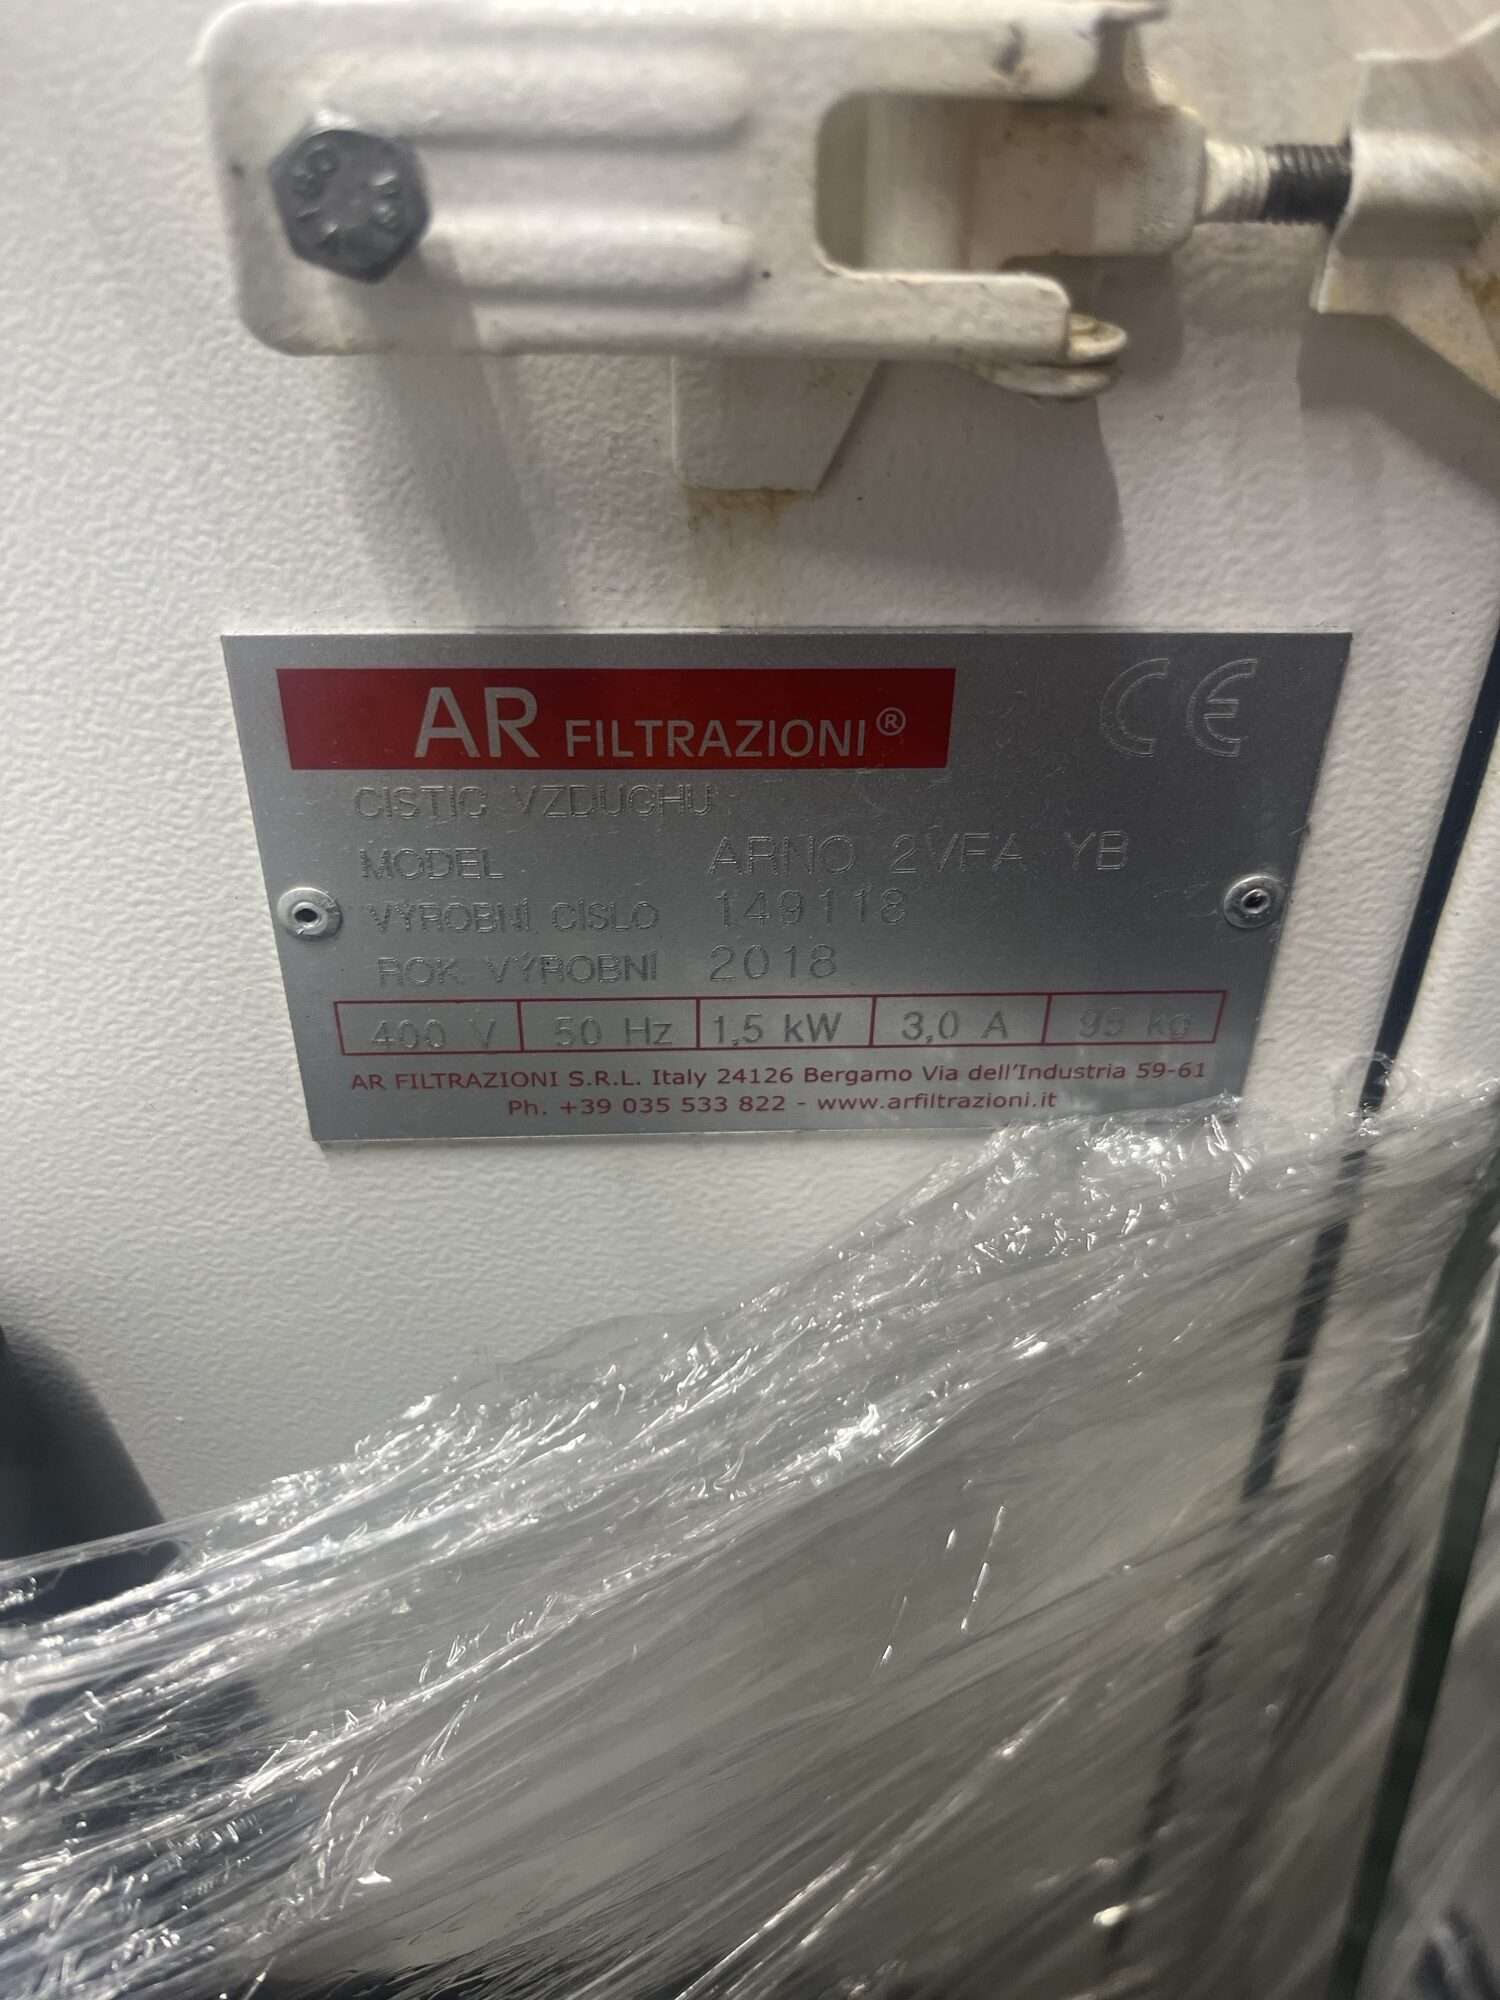 AR FILTRAZIONI®
CE
CISTIC VZDUCHU
MODEL ARNO 2VFA YB
VÝROBNÍ CISLO 149118
ROK VÝROBNÍ 2018
400 V 50 Hz 1,5 kW 3,0 A 95 kg
AR FILTRAZIONI S.R.L. Italy 24126 Bergamo Via dell'Industria 59-61
Ph. +39 035 533 822 - www.arfiltrazioni.it